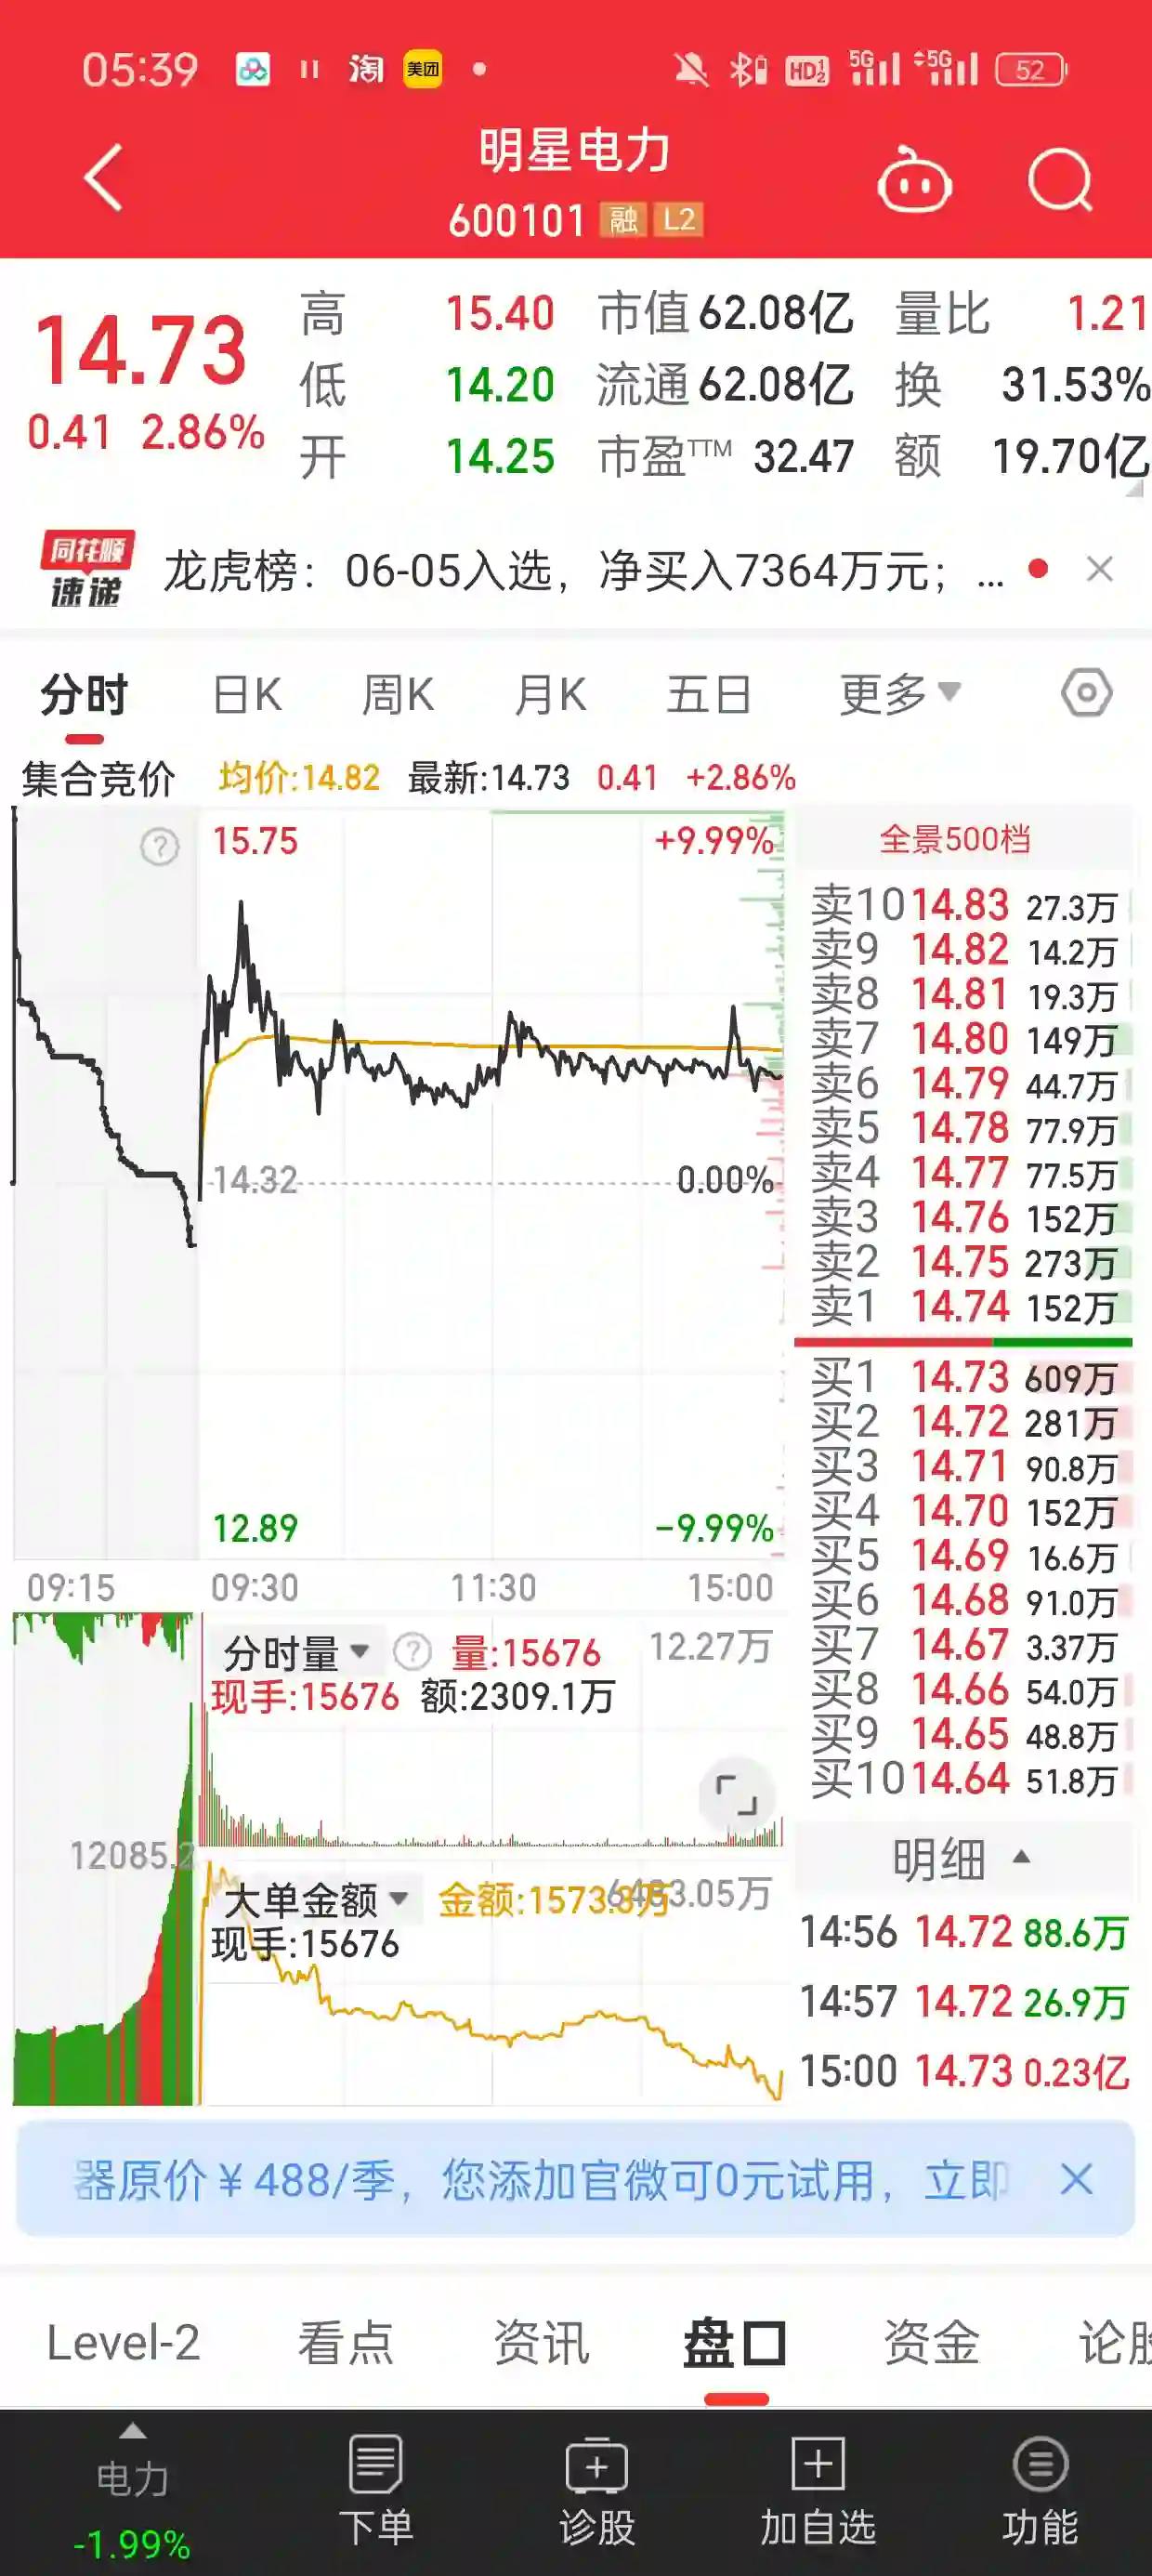 05:39 淘 美团 HD 1 2 5G 5G 52
明星电力
600101 融 L2
14.73
0.41 2.86%
高 15.40 市值 62.08亿 量比 1.21
低 14.20 流通 62.08亿 换 31.53%
开 14.25 市盈TTM 32.47 额 19.70亿
同花顺
速递
龙虎榜：06-05入选，净买入7364万元；...
分时 日K 周K 月K 五日 更多
集合竞价 均价:14.82 最新:14.73 0.41 +2.86%
? 15.75 +9.99%
14.32 0.00%
12.89 -9.99%
09:15 09:30 11:30 15:00
全景500档
卖10 14.83 27.3万
卖9 14.82 14.2万
卖8 14.81 19.3万
卖7 14.80 149万
卖6 14.79 44.7万
卖5 14.78 77.9万
卖4 14.77 77.5万
卖3 14.76 152万
卖2 14.75 273万
卖1 14.74 152万
买1 14.73 609万
买2 14.72 281万
买3 14.71 90.8万
买4 14.70 152万
买5 14.69 16.6万
买6 14.68 91.0万
买7 14.67 3.37万
买8 14.66 54.0万
买9 14.65 48.8万
买10 14.64 51.8万
分时量 ? 量:15676 12.27万
现手:15676 额:2309.1万
12085.2
大单金额 金额:1573.8万
现手:15676
明细
14:56 14.72 88.6万
14:57 14.72 26.9万
15:00 14.73 0.23亿
器原价￥488/季，您添加官微可0元试用，立即
Level-2 看点 资讯 盘口 资金 论股
电力
-1.99%
下单 诊股 加自选 功能